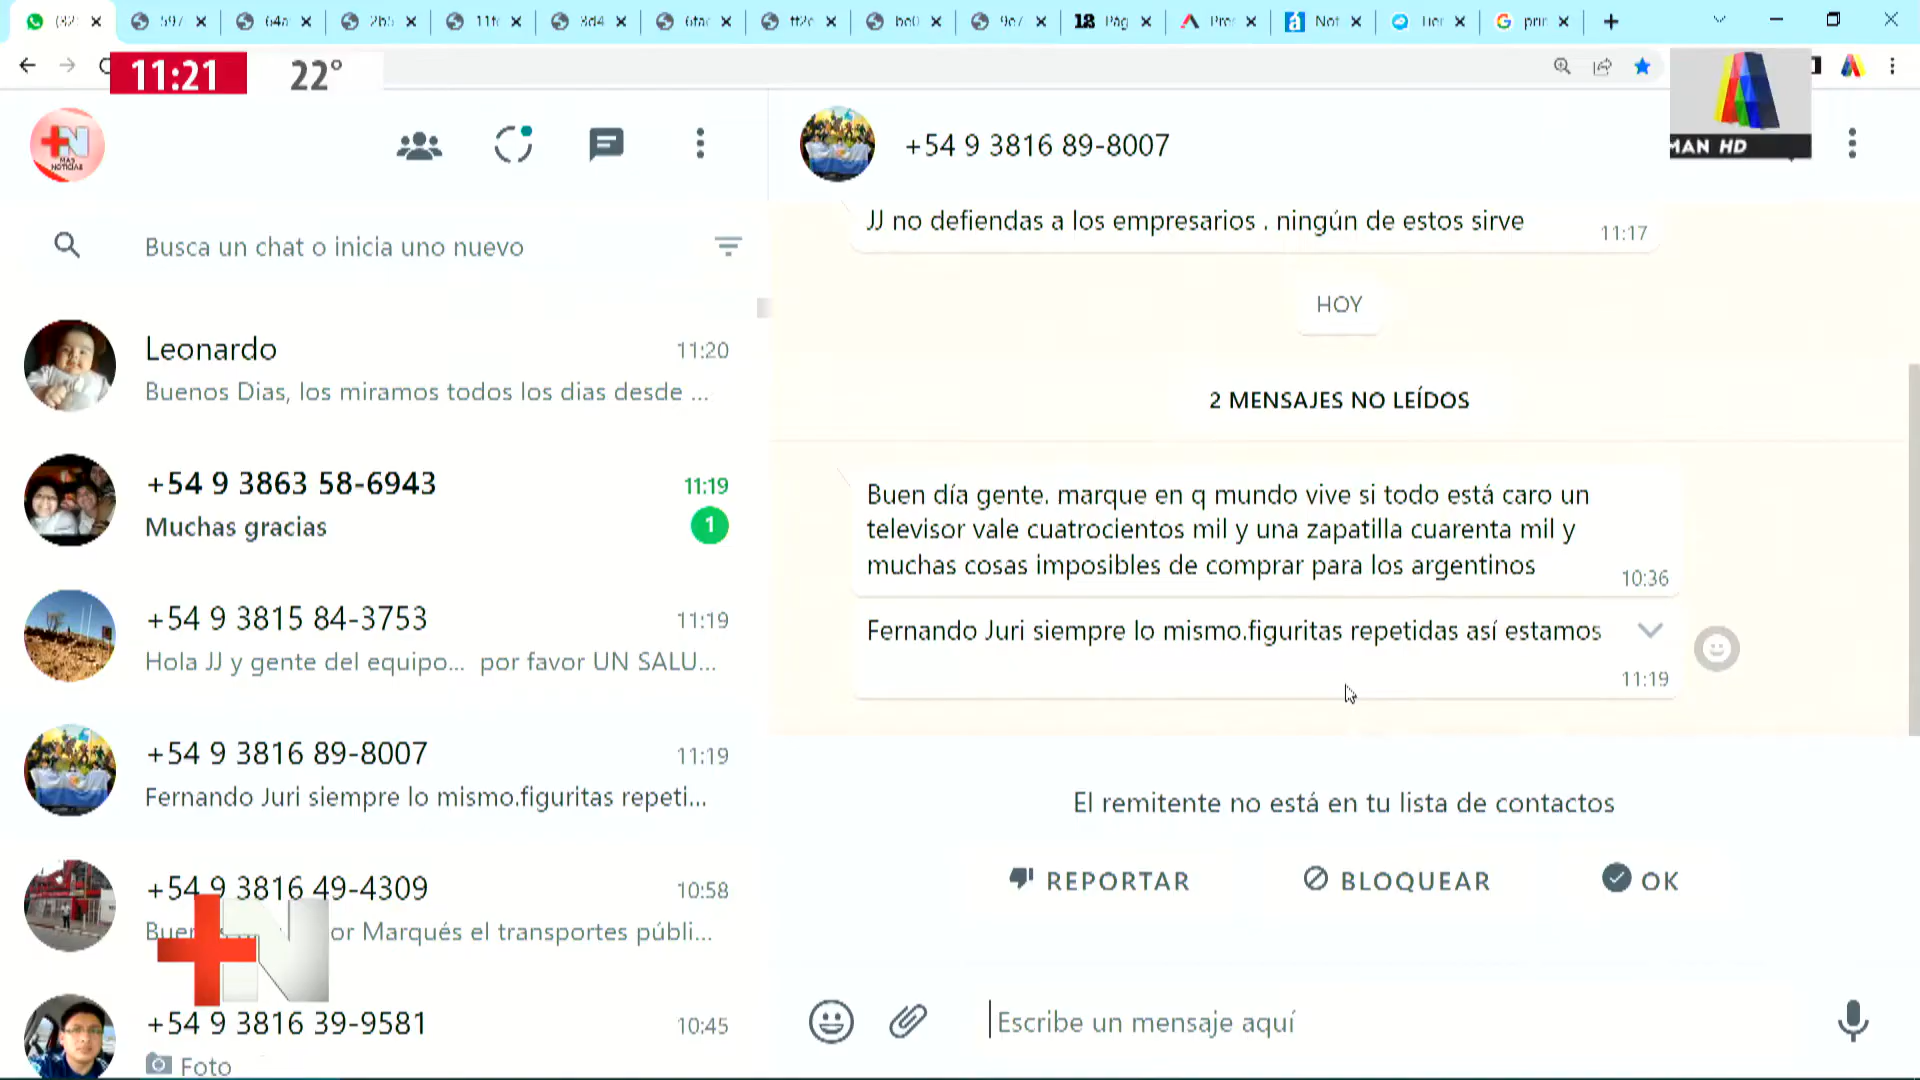 11:21
22°
MAN HD
+N
MAS
NOTICIAS
+54 9 3816 89-8007
Busca un chat o inicia uno nuevo
Leonardo
11:20
Buenos Dias, los miramos todos los dias desde ...
+54 9 3863 58-6943
11:19
Muchas gracias
1
+54 9 3815 84-3753
11:19
Hola JJ y gente del equipo... por favor UN SALU...
+54 9 3816 89-8007
11:19
Fernando Juri siempre lo mismo.figuritas repeti...
+54 9 3816 49-4309
10:58
or Marqués el transportes públi...
+N
+54 9 3816 39-9581
10:45
Foto
JJ no defiendas a los empresarios . ningún de estos sirve
11:17
HOY
2 MENSAJES NO LEÍDOS
Buen día gente. marque en q mundo vive si todo está caro un
televisor vale cuatrocientos mil y una zapatilla cuarenta mil y
muchas cosas imposibles de comprar para los argentinos
10:36
Fernando Juri siempre lo mismo.figuritas repetidas así estamos
11:19
El remitente no está en tu lista de contactos
REPORTAR
BLOQUEAR
OK
Escribe un mensaje aquí